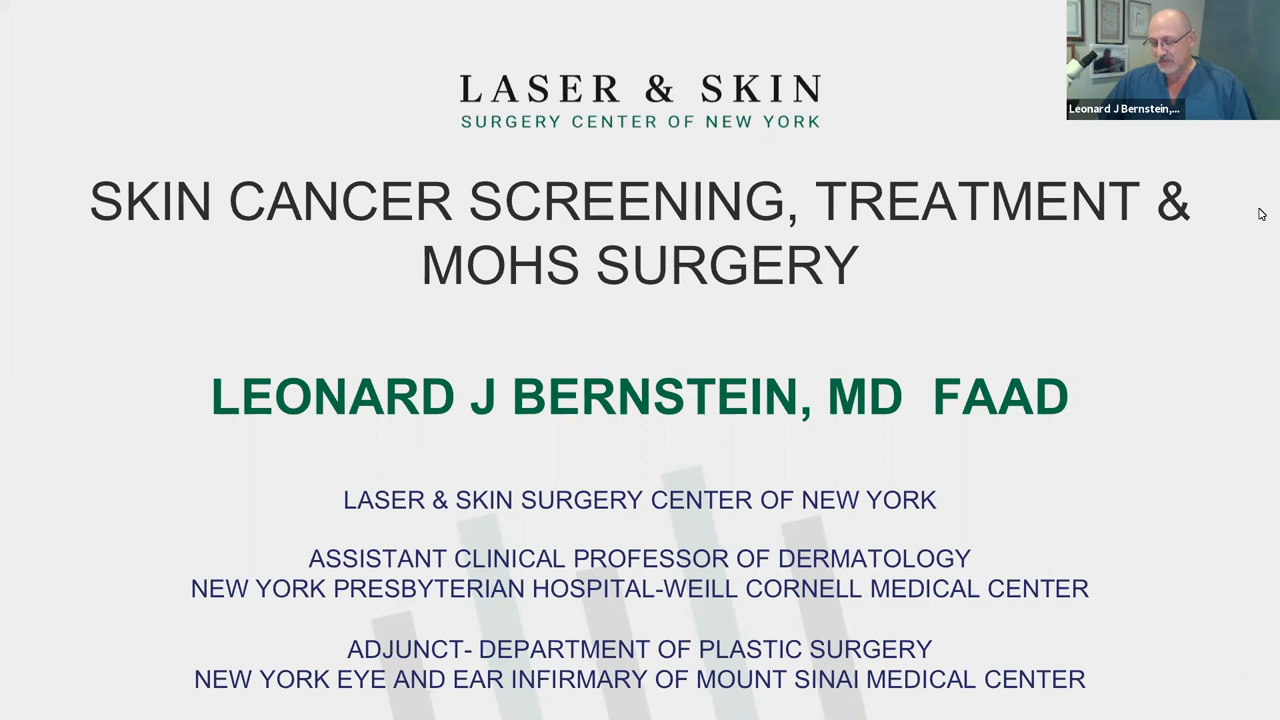 LASER & SKIN
SURGERY CENTER OF NEW YORK
Leonard J Bernstein,...
SKIN CANCER SCREENING, TREATMENT &
MOHS SURGERY
LEONARD J BERNSTEIN, MD  FAAD
LASER & SKIN SURGERY CENTER OF NEW YORK
ASSISTANT CLINICAL PROFESSOR OF DERMATOLOGY
NEW YORK PRESBYTERIAN HOSPITAL-WEILL CORNELL MEDICAL CENTER
ADJUNCT- DEPARTMENT OF PLASTIC SURGERY
NEW YORK EYE AND EAR INFIRMARY OF MOUNT SINAI MEDICAL CENTER